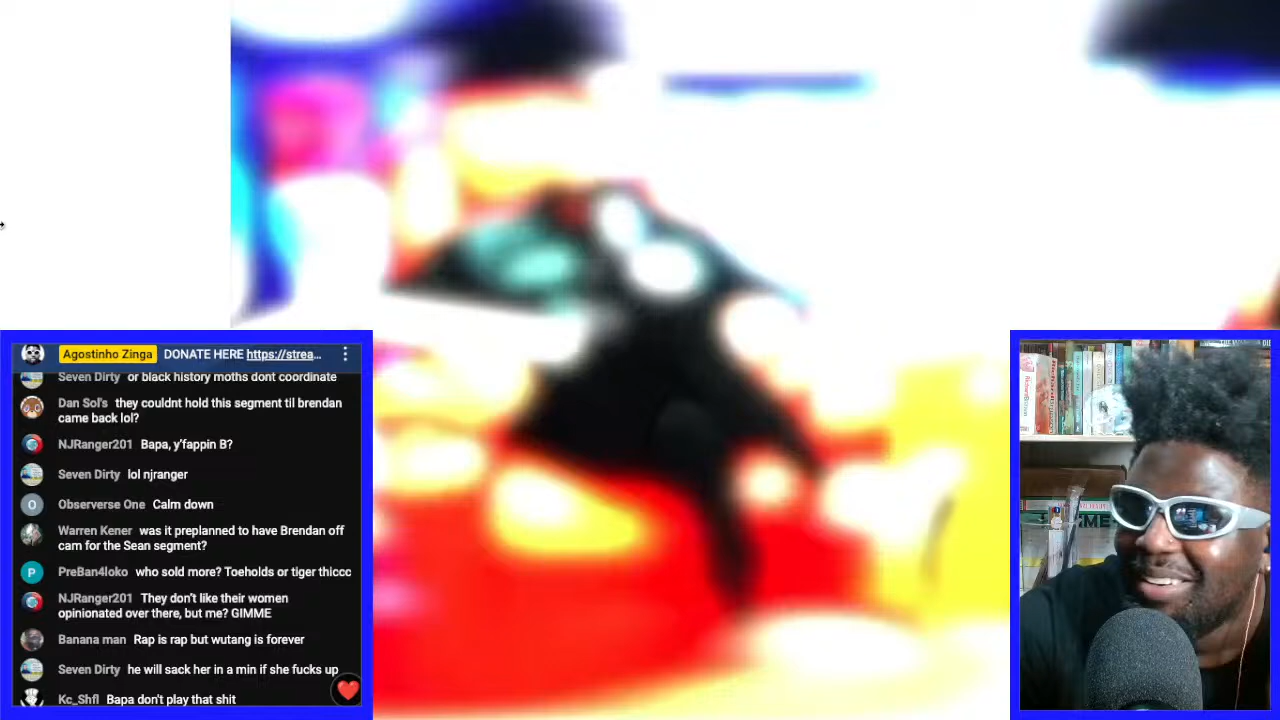 Agostinho Zinga DONATE HERE https://strea...
Seven Dirty or black history moths dont coordinate
Dan Sol's they couldnt hold this segment til brendan
came back lol?
NJRanger201 Bapa, y'fappin B?
Seven Dirty lol njranger
O Observerse One Calm down
Warren Kener was it preplanned to have Brendan off
cam for the Sean segment?
P PreBan4loko who sold more? Toeholds or tiger thiccc
NJRanger201 They don't like their women
opinionated over there, but me? GIMME
Banana man Rap is rap but wutang is forever
Seven Dirty he will sack her in a min if she fucks up
Kc_Shfl Bapa don't play that shit